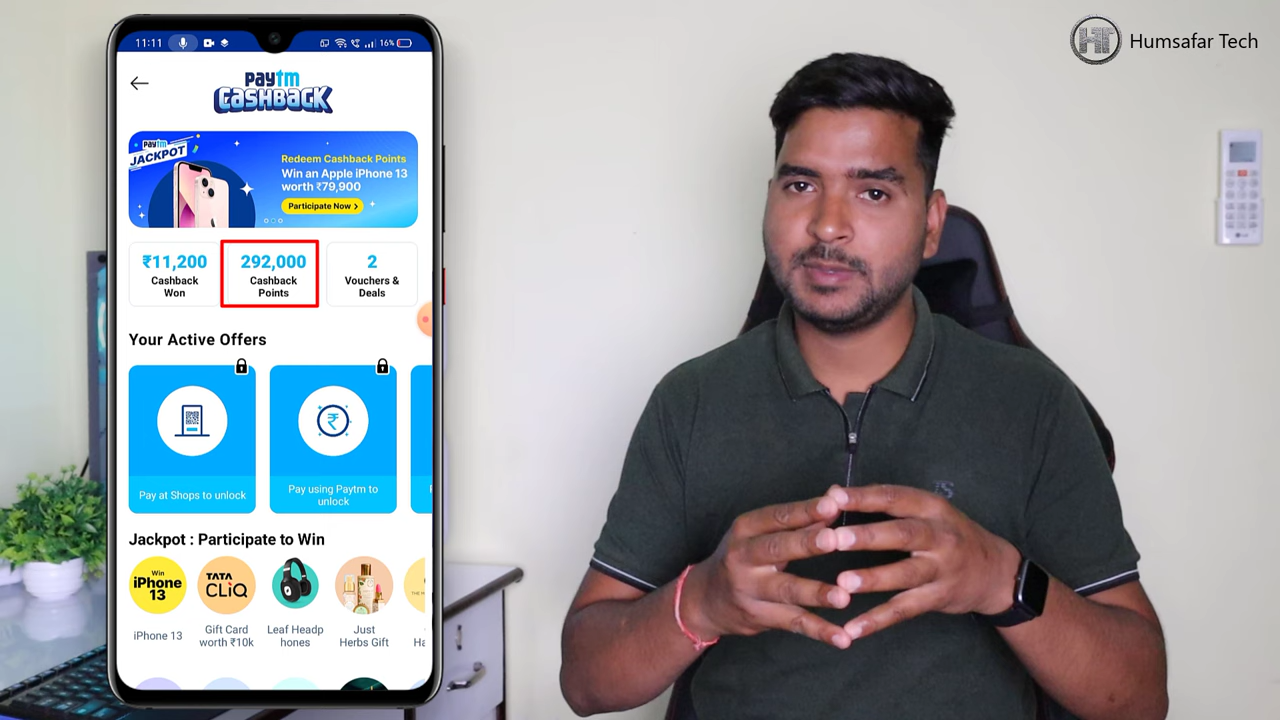 11:11
16%
HT
Humsafar Tech
paytm
CASHBACK
paytm
JACKPOT
Redeem Cashback Points
Win an Apple iPhone 13
worth ₹79,900
Participate Now >
₹11,200
Cashback
Won
292,000
Cashback
Points
2
Vouchers &
Deals
Your Active Offers
Pay at Shops to unlock
Pay using Paytm to
unlock
Jackpot : Participate to Win
Win
iPhone
13
TATA
CLiQ
iPhone 13
Gift Card
worth ₹10k
Leaf Headp
hones
Just
Herbs Gift
Ha